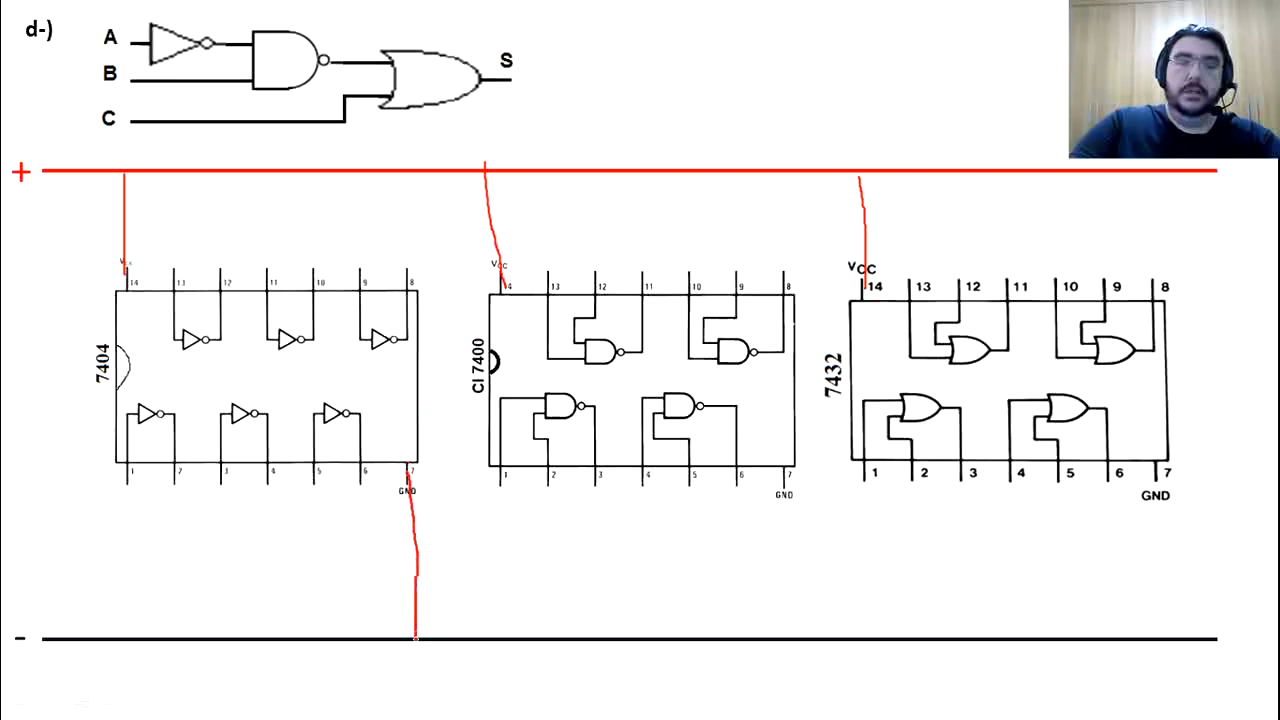 d-)
A
B
C
S
+
Vcc
14 13 12 11 10 9 8
7404
1 2 3 4 5 6 7
GND
Vcc
4 13 12 11 10 9 8
CI 7400
1 2 3 4 5 6 7
GND
Vcc
14 13 12 11 10 9 8
7432
1 2 3 4 5 6 7
GND
-